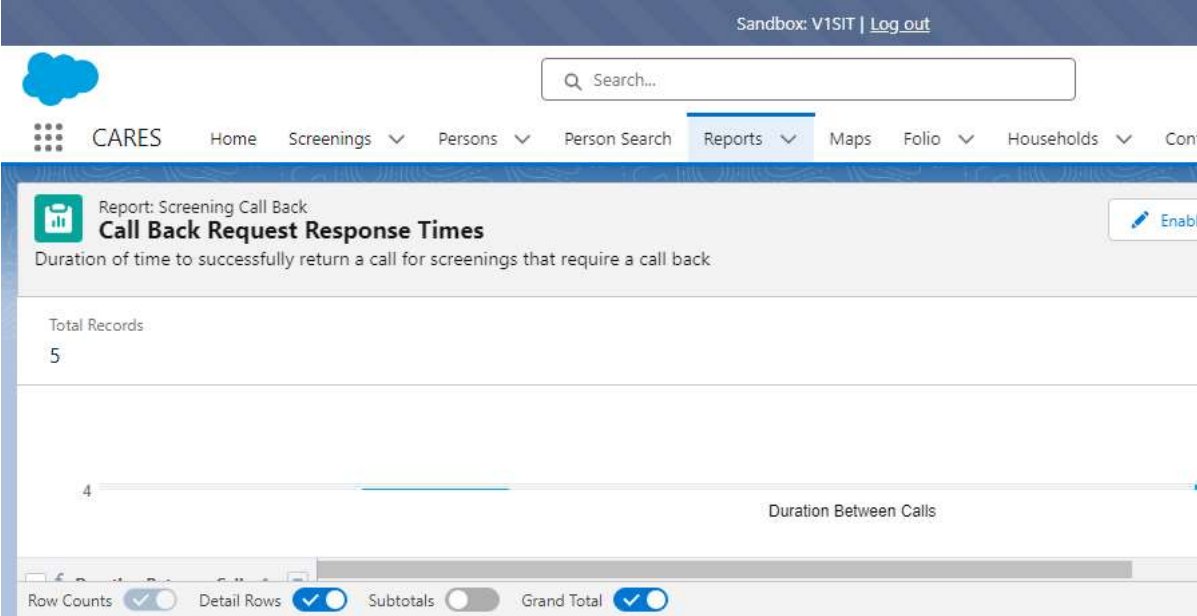 Sandbox: V1SIT | Log out
Search...
CARES Home Screenings Persons Person Search Reports Maps Folio Households
Report: Screening Call Back
Call Back Request Response Times
Duration of time to successfully return a call for screenings that require a call back
Total Records
5
4
Duration Between Calls
Row Counts Detail Rows Subtotals Grand Total